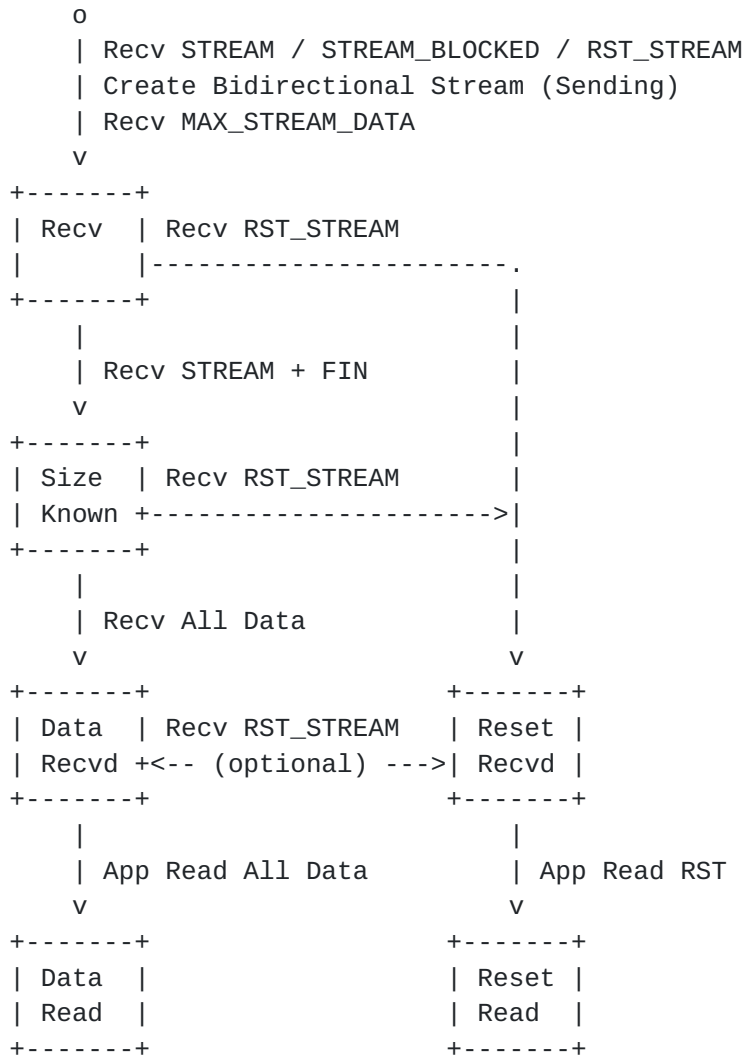 o
| Recv STREAM / STREAM_BLOCKED / RST_STREAM
| Create Bidirectional Stream (Sending)
| Recv MAX_STREAM_DATA
v
+-------+
| Recv  | Recv RST_STREAM
|       |-----------------------.
+-------+                       |
    |                           |
    | Recv STREAM + FIN         |
    v                           |
+-------+                       |
| Size  | Recv RST_STREAM       |
| Known +---------------------->|
+-------+                       |
    |                           |
    | Recv All Data             |
    v                           v
+-------+                   +-------+
| Data  | Recv RST_STREAM   | Reset |
| Recvd +<-- (optional) --->| Recvd |
+-------+                   +-------+
    |                           |
    | App Read All Data         | App Read RST
    v                           v
+-------+                   +-------+
| Data  |                   | Reset |
| Read  |                   | Read  |
+-------+                   +-------+